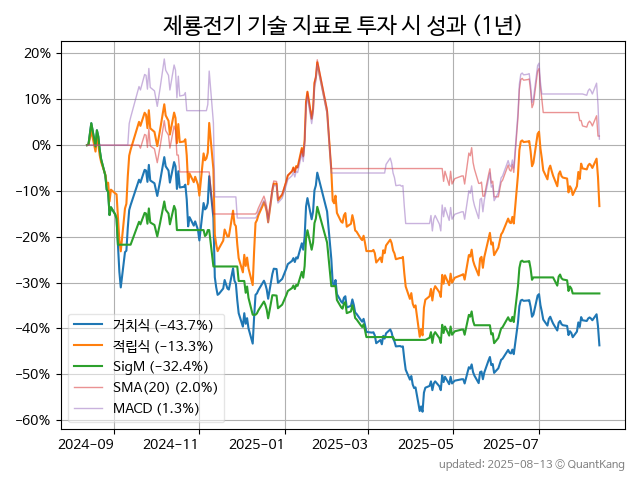 제룡전기 기술 지표로 투자 시 성과 (1년)
20%
10%
0%
−10%
−20%
−30%
−40%
−50%
−60%
거치식 (−43.7%)
적립식 (−13.3%)
SigM (−32.4%)
SMA(20) (2.0%)
MACD (1.3%)
2024-09 2024-11 2025-01 2025-03 2025-05 2025-07
updated: 2025-08-13 © QuantKang